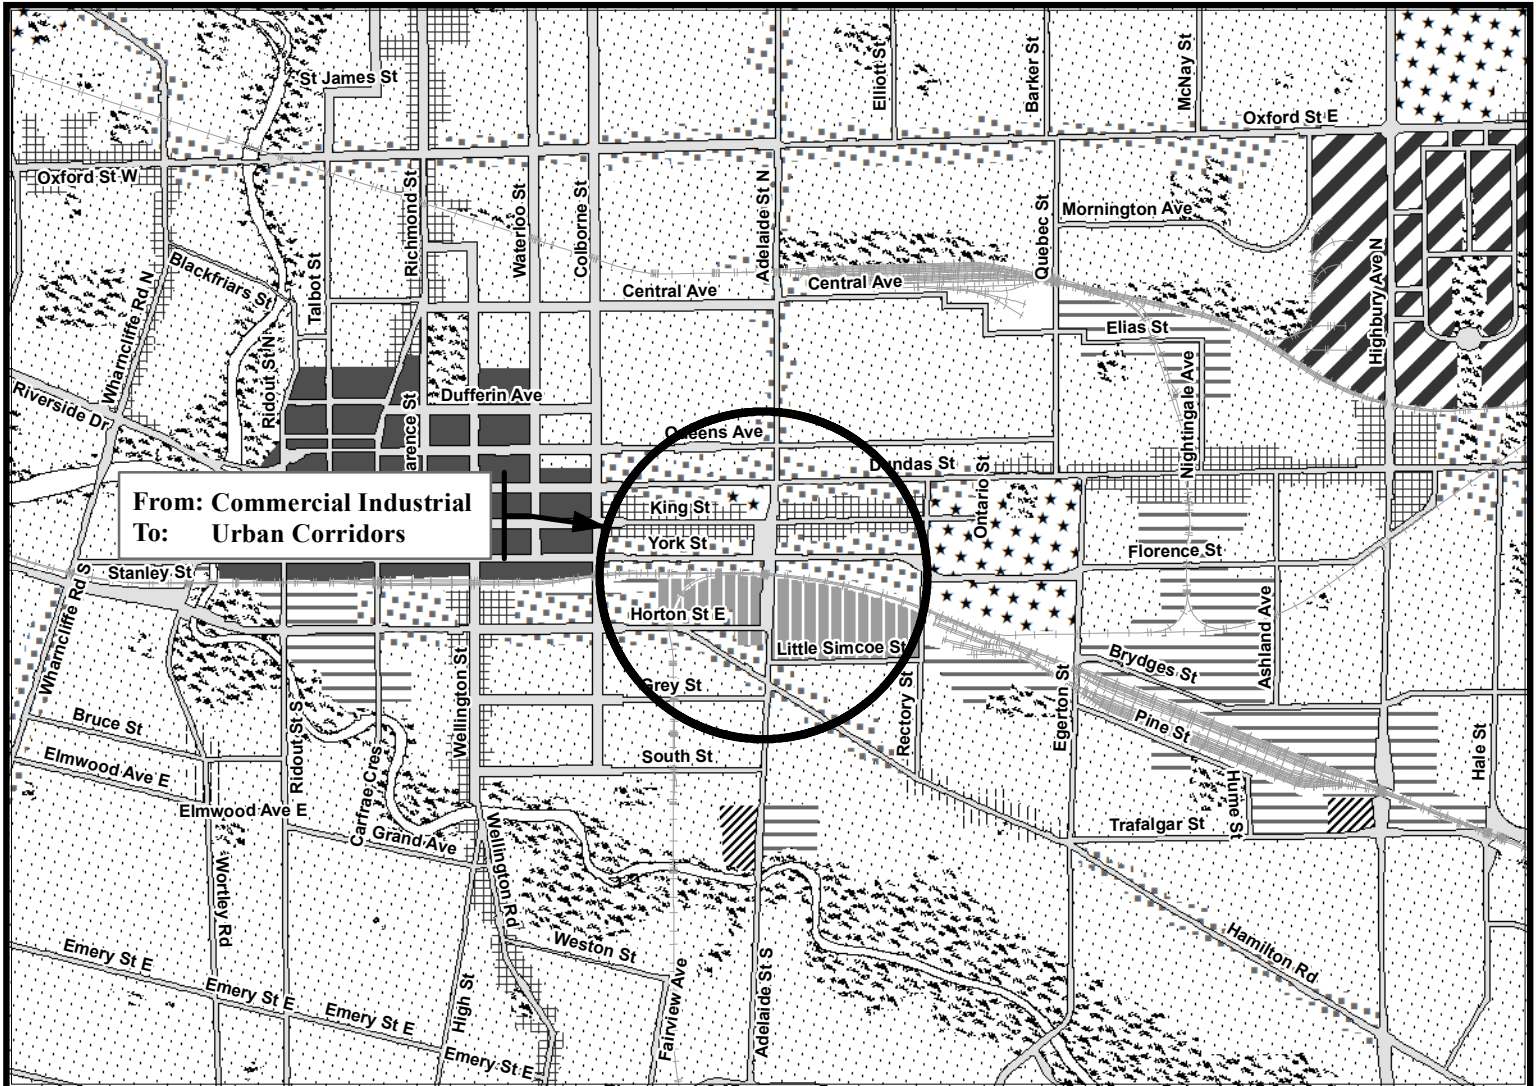 St James St
Elliott St
Barker St
McNay St
Oxford St E
Oxford St W
Richmond St
Waterloo St
Colborne St
Adelaide St N
Quebec St
Mornington Ave
Blackfriars St
Talbot St
Central Ave
Central Ave
Wharncliffe Rd N
Ridout St N
Elias St
Highbury Ave N
Nightingale Ave
Riverside Dr
Dufferin Ave
arence St
Queens Ave
Dundas St
Ontario St
From: Commercial Industrial
To: Urban Corridors
King St
York St
Florence St
Stanley St
Wharncliffe Rd S
Horton St E
Little Simcoe St
Ashland Ave
Brydges St
Grey St
Rectory St
Egerton St
Wellington St
Bruce St
Ridout St S
Pine St
Hale St
South St
Elmwood Ave E
Carfrae Cres
Hume St
Elmwood Ave E
Grand Ave
Trafalgar St
Wellington Rd
Wortley Rd
Emery St E
Weston St
Hamilton Rd
Emery St E
Emery St E
High St
Fairview Ave
Adelaide St S
Emery St E